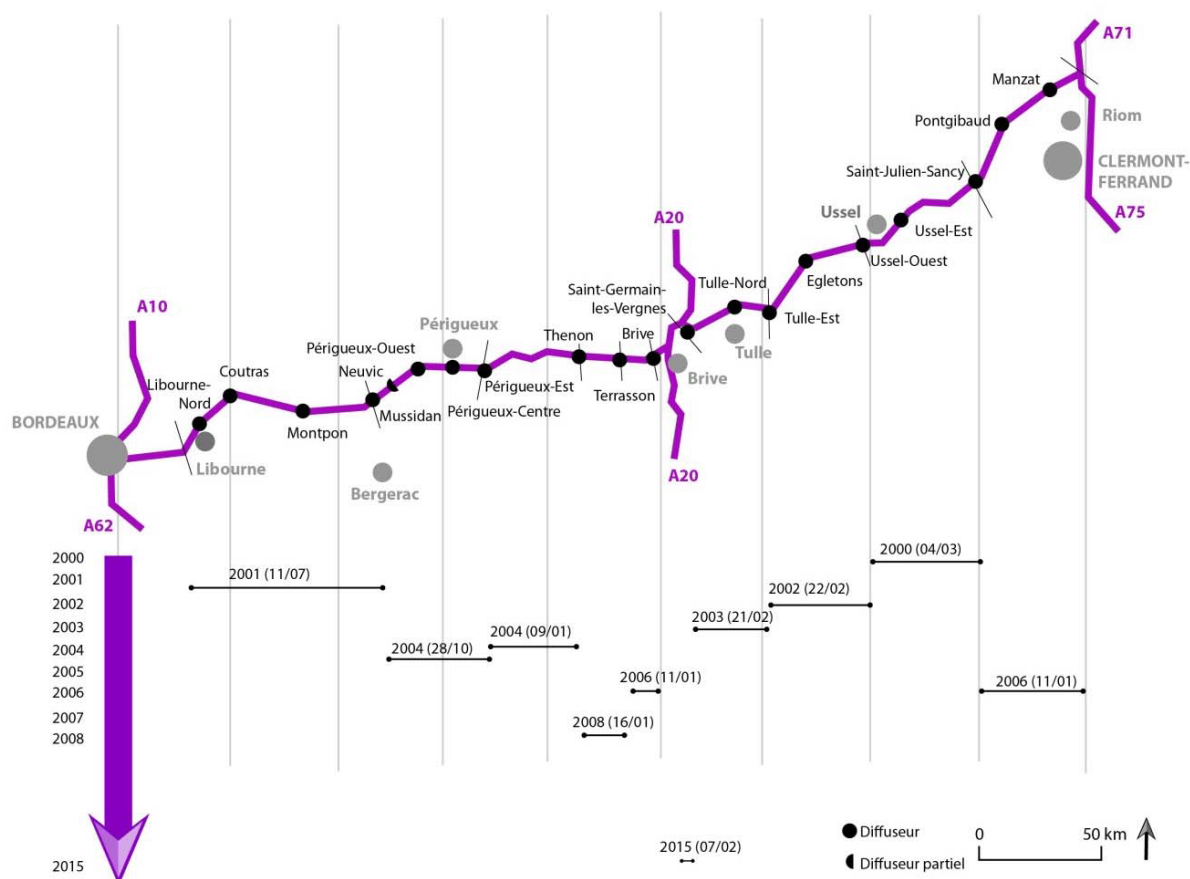 A71
Manzat
Riom
Pontgibaud
CLERMONT-
FERRAND
Saint-Julien-Sancy
A75
Ussel
A20
Ussel-Est
Ussel-Ouest
Tulle-Nord
Egletons
Saint-Germain-
les-Vergnes
A10
Tulle-Est
Périgueux
Thenon
Brive
Tulle
Périgueux-Ouest
Neuvic
Coutras
Libourne-
Nord
Brive
Périgueux-Est
Terrasson
Mussidan
Périgueux-Centre
BORDEAUX
Montpon
Libourne
A20
Bergerac
A62
2000
2000 (04/03)
2001
2001 (11/07)
2002
2002 (22/02)
2003
2003 (21/02)
2004
2004 (09/01)
2004 (28/10)
2005
2006
2006 (11/01)
2006 (11/01)
2007
2008
2008 (16/01)
Diffuseur
0 50 km
2015 (07/02)
Diffuseur partiel
2015